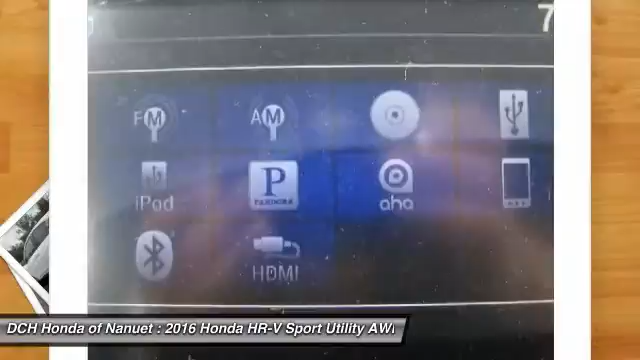 7
FM AM
iPod PANDORA aha
HDMI
DCH Honda of Nanuet : 2016 Honda HR-V Sport Utility AW